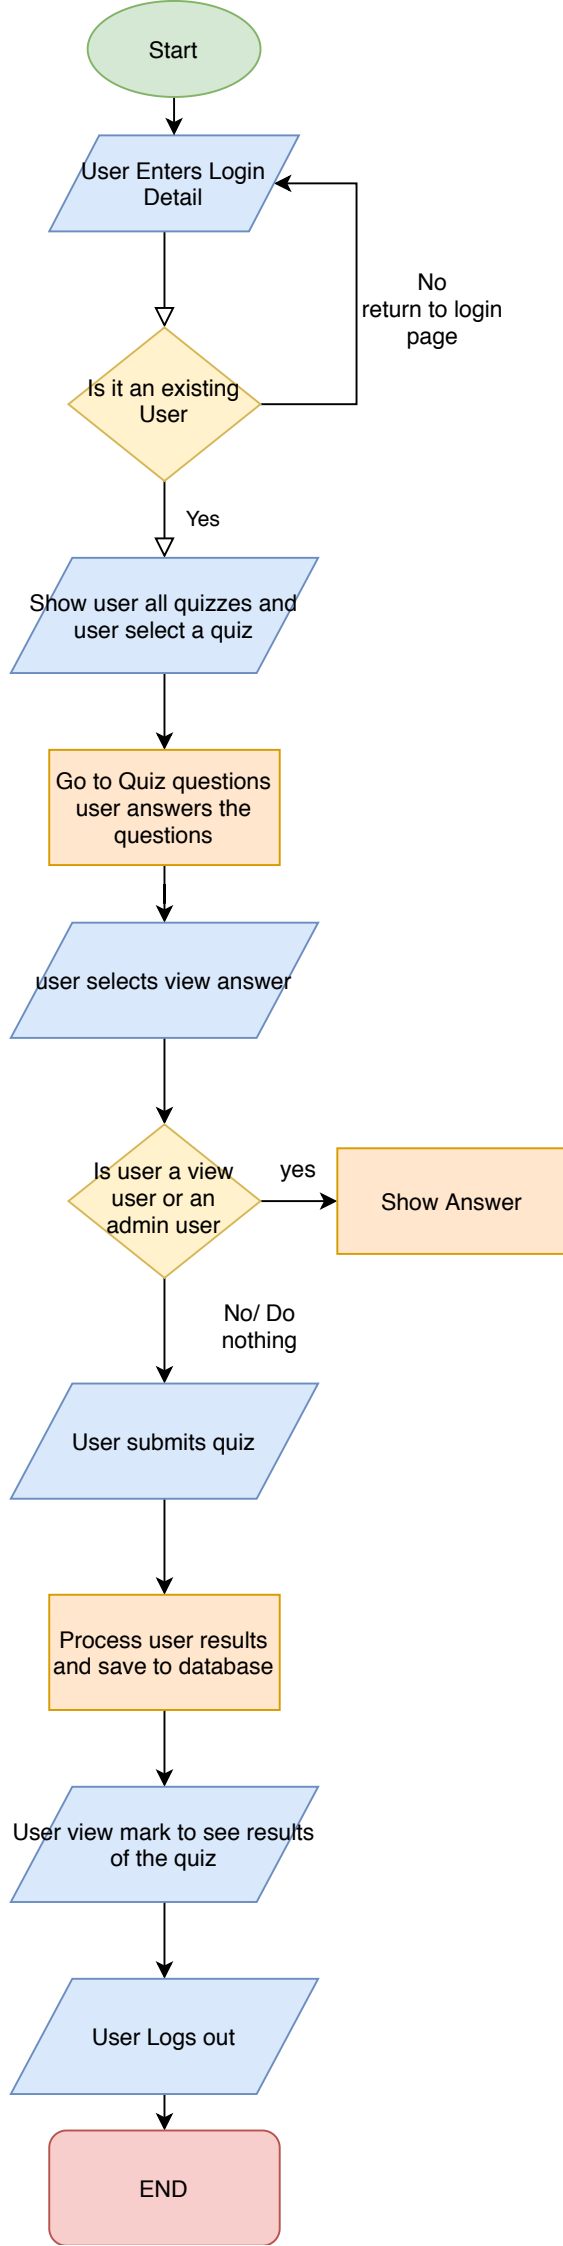 Start
User Enters Login
Detail
No
return to login
page
Is it an existing
User
Yes
Show user all quizzes and
user select a quiz
Go to Quiz questions
user answers the
questions
user selects view answer
Is user a view
user or an
admin user
yes
Show Answer
No/ Do
nothing
User submits quiz
Process user results
and save to database
User view mark to see results
of the quiz
User Logs out
END